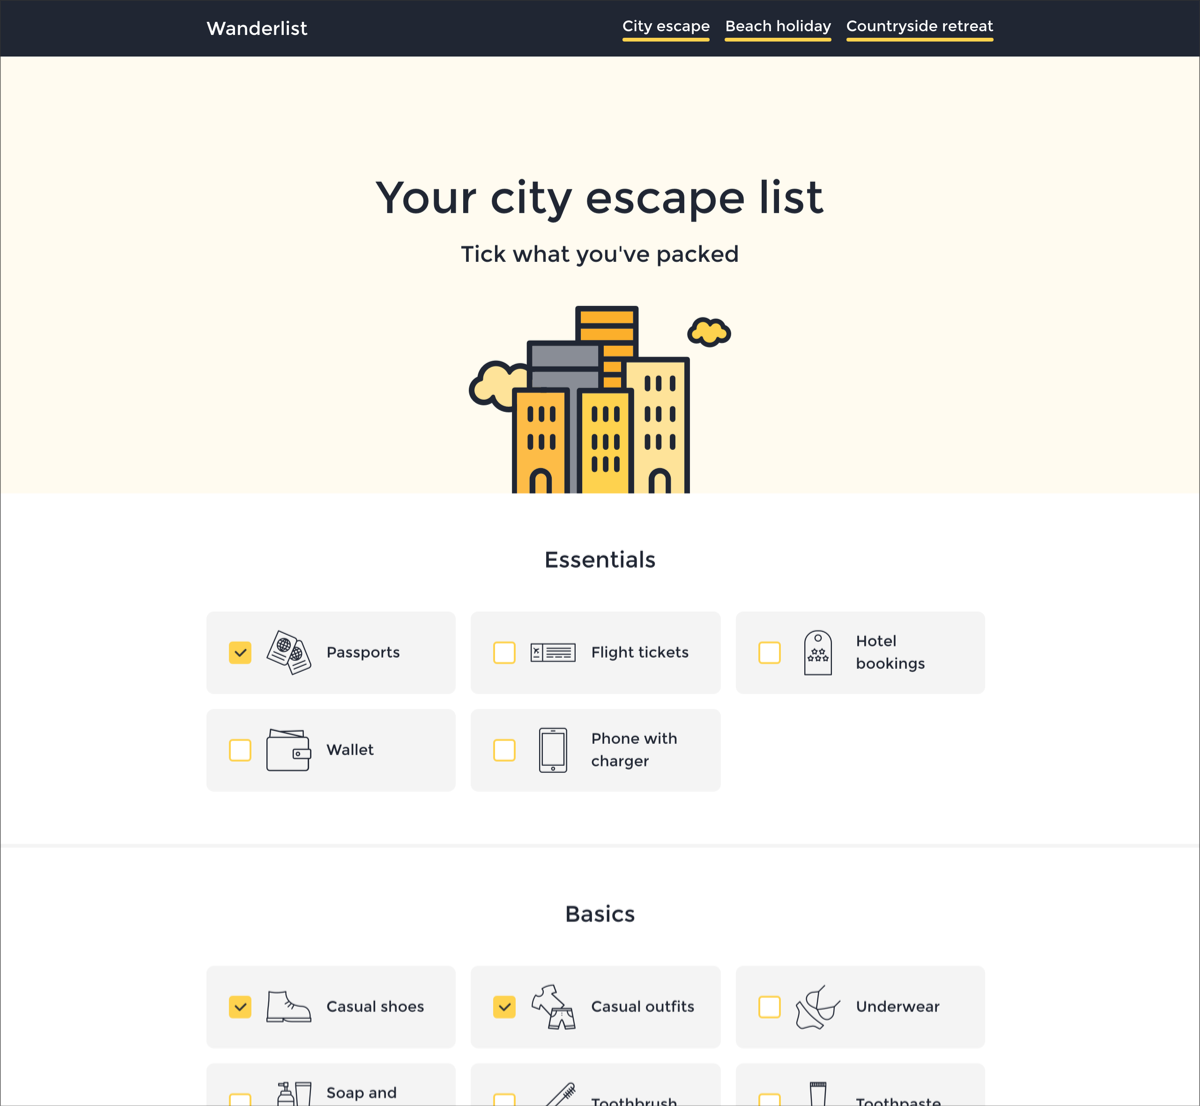 Wanderlist
City escape Beach holiday Countryside retreat
Your city escape list
Tick what you've packed
Essentials
Passports
Flight tickets
Hotel
bookings
Wallet
Phone with
charger
Basics
Casual shoes
Casual outfits
Underwear
Soap and
Toothbrush
Toothpaste